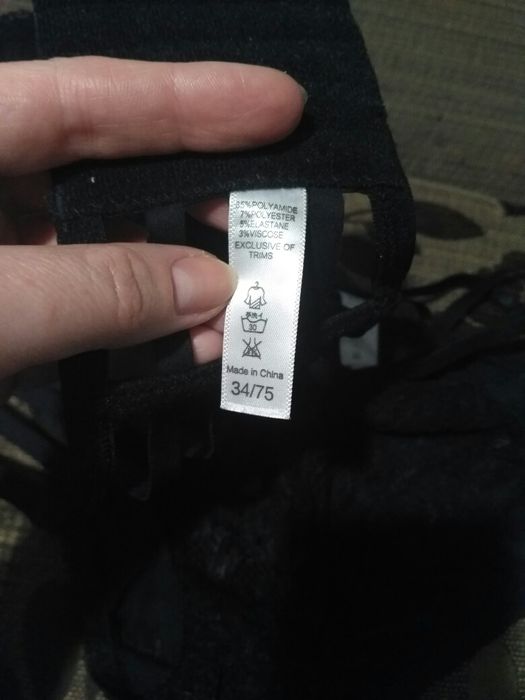 85%POLYAMIDE
7%POLYESTER
5%ELASTANE
3%VISCOSE
EXCLUSIVE OF
TRIMS
30
Made in China
34/75